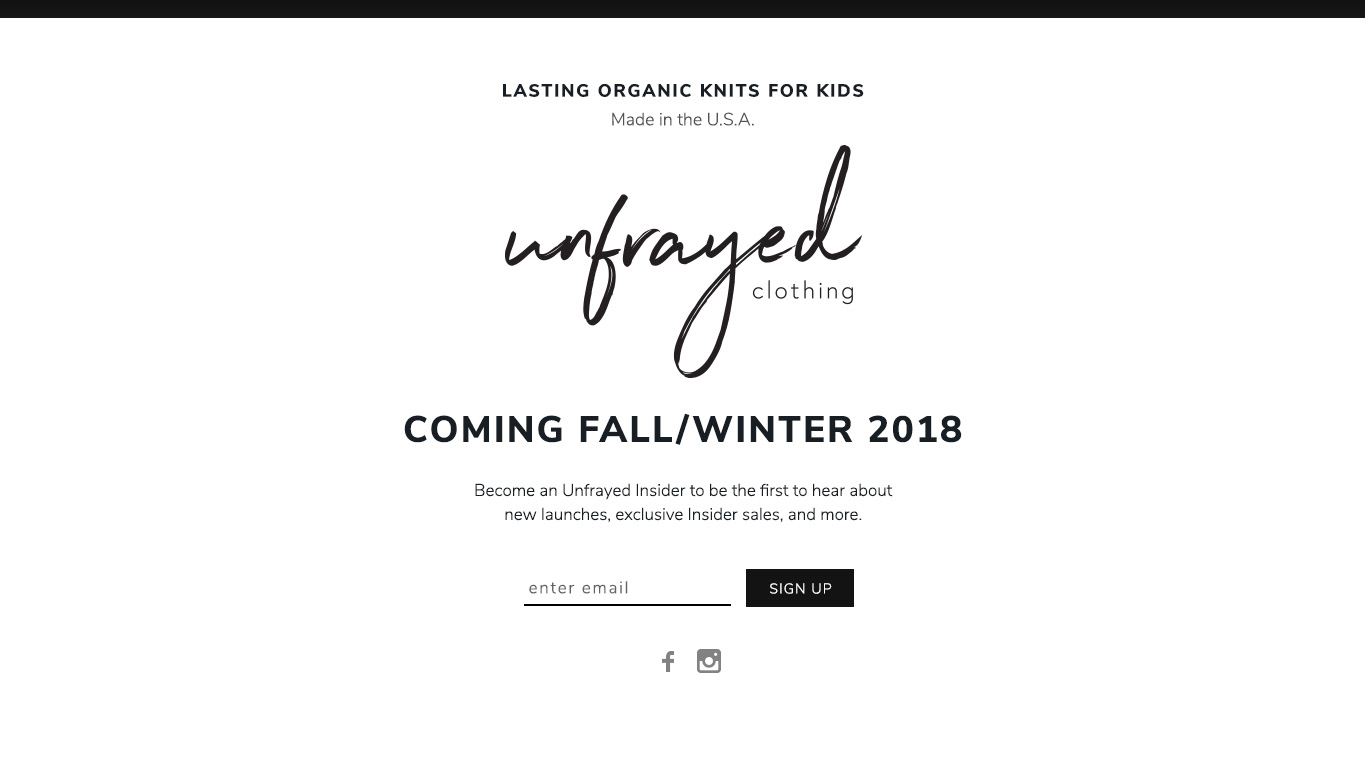 LASTING ORGANIC KNITS FOR KIDS
Made in the U.S.A.
unfrayed
clothing
COMING FALL/WINTER 2018
Become an Unfrayed Insider to be the first to hear about
new launches, exclusive Insider sales, and more.
enter email SIGN UP